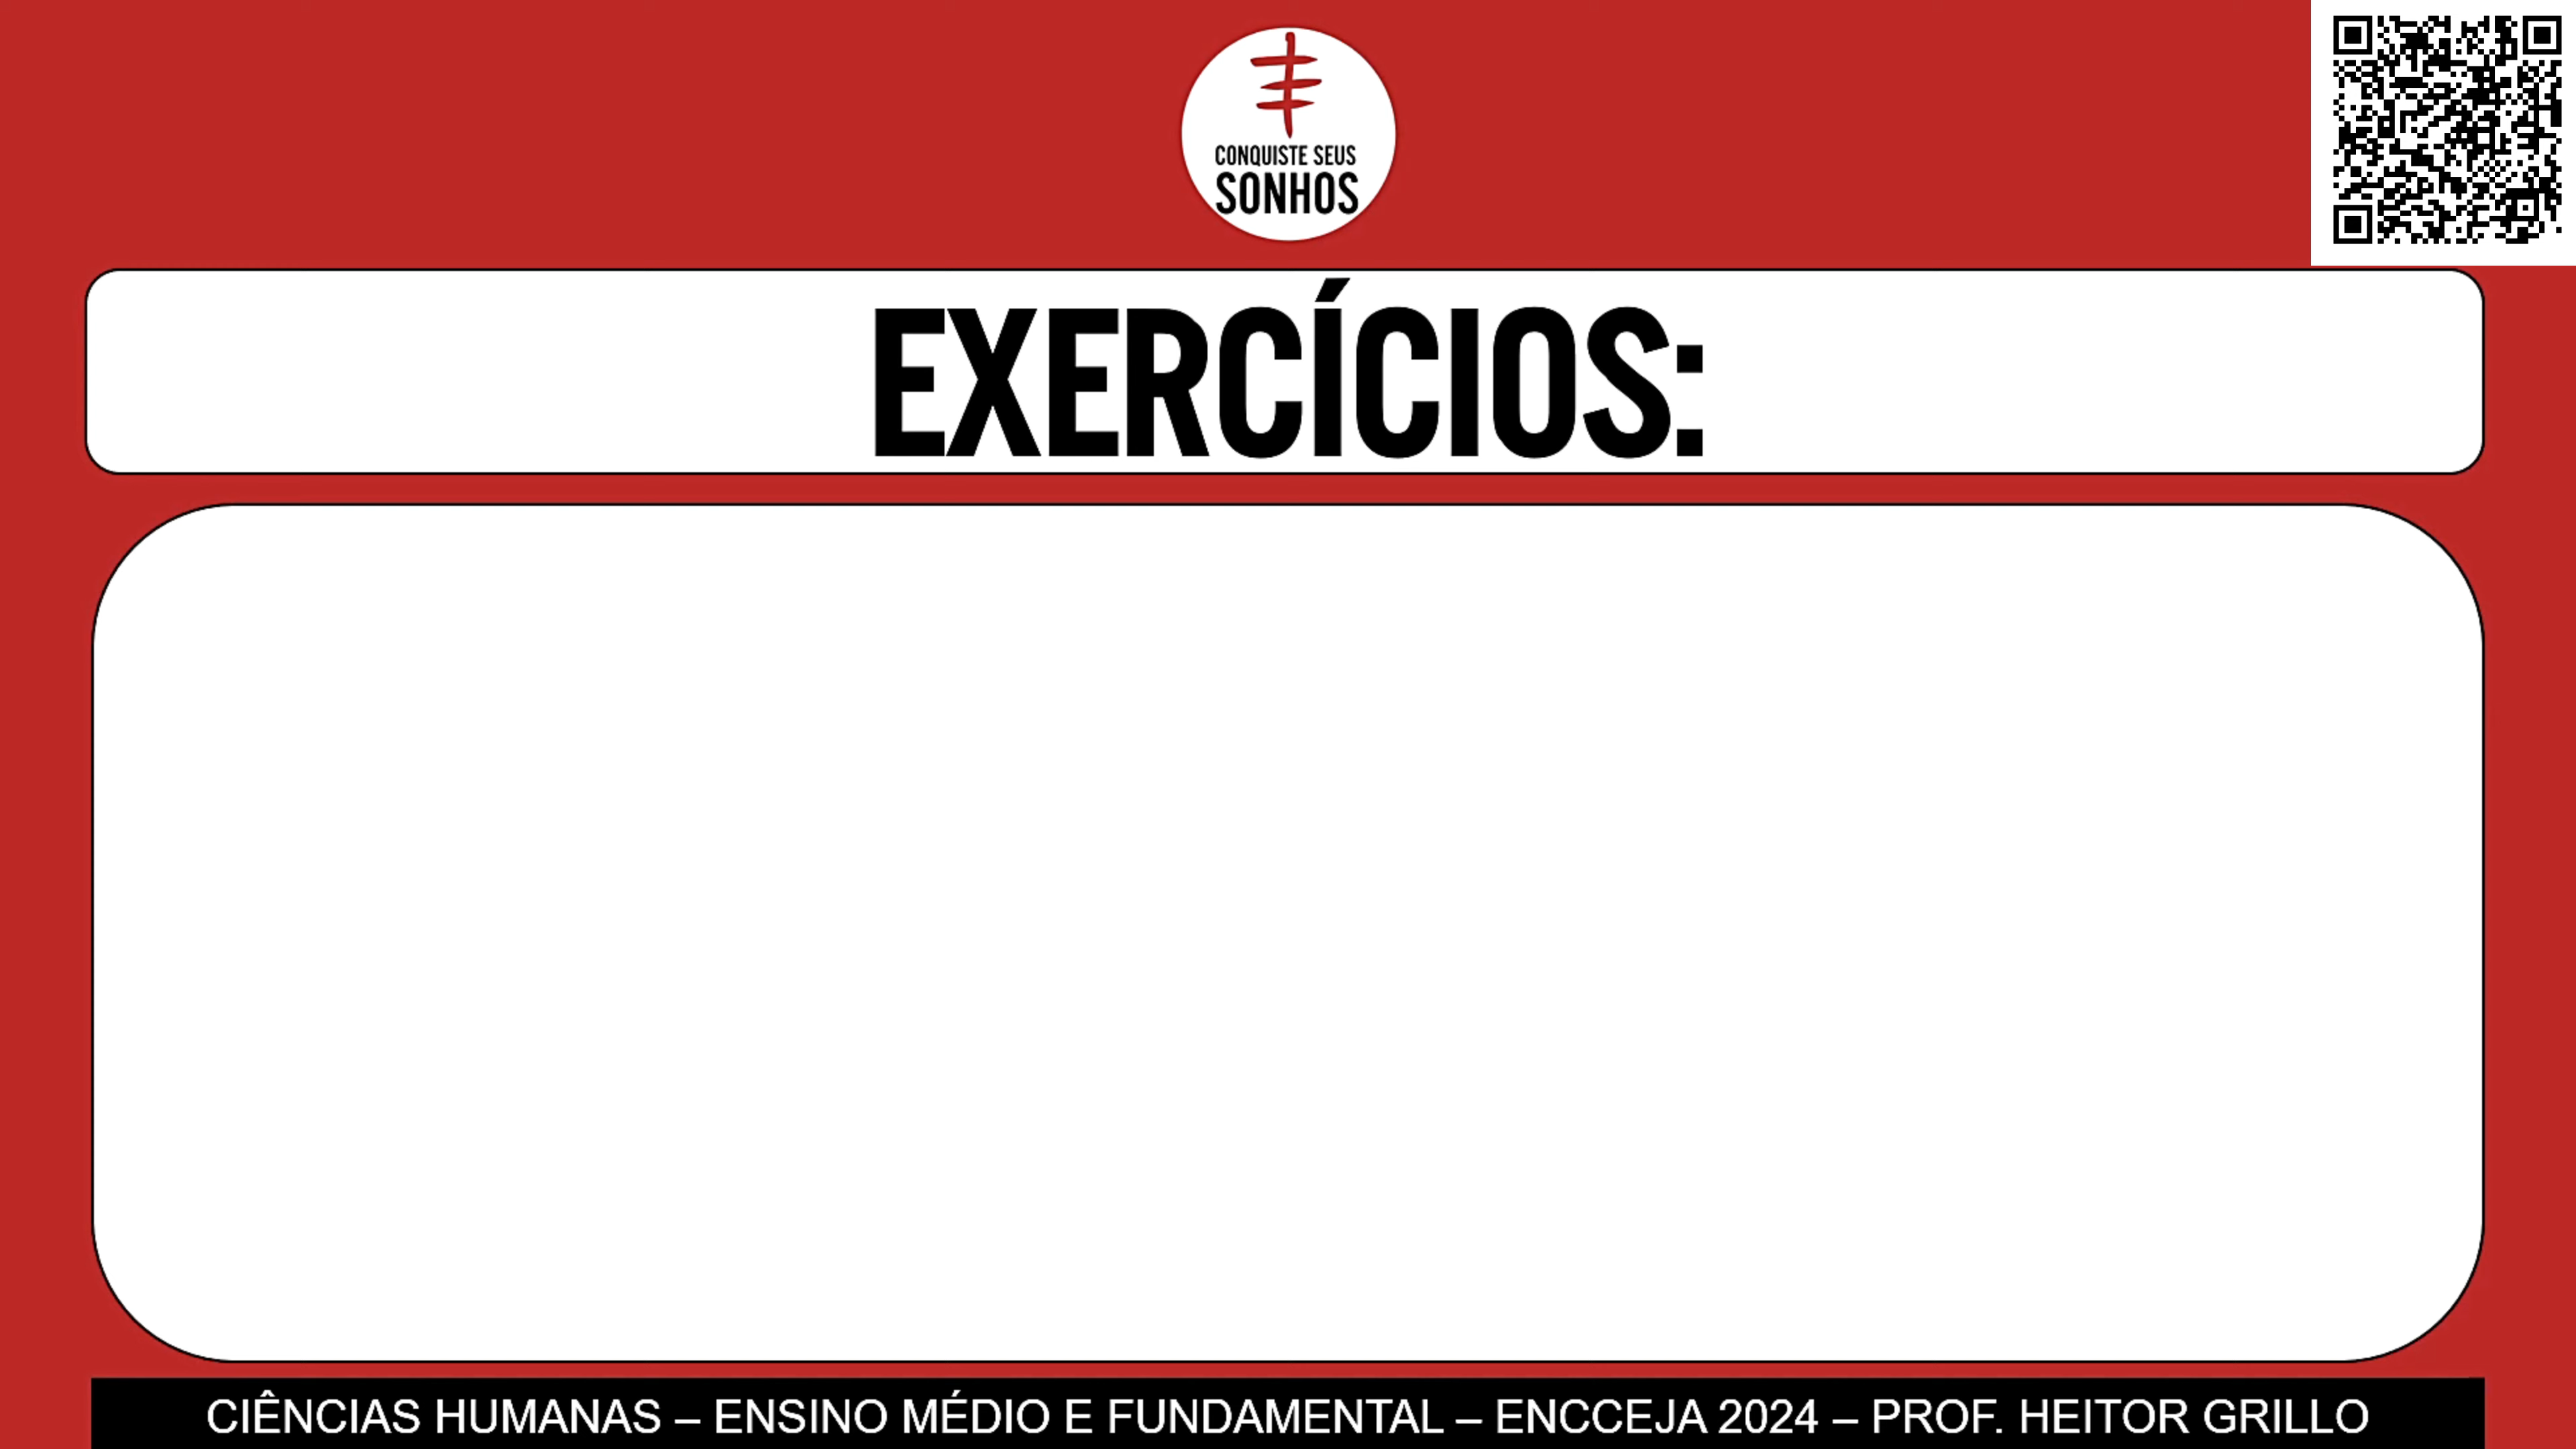 CONQUISTE SEUS
SONHOS
EXERCÍCIOS:
CIÊNCIAS HUMANAS – ENSINO MÉDIO E FUNDAMENTAL – ENCCEJA 2024 – PROF. HEITOR GRILLO